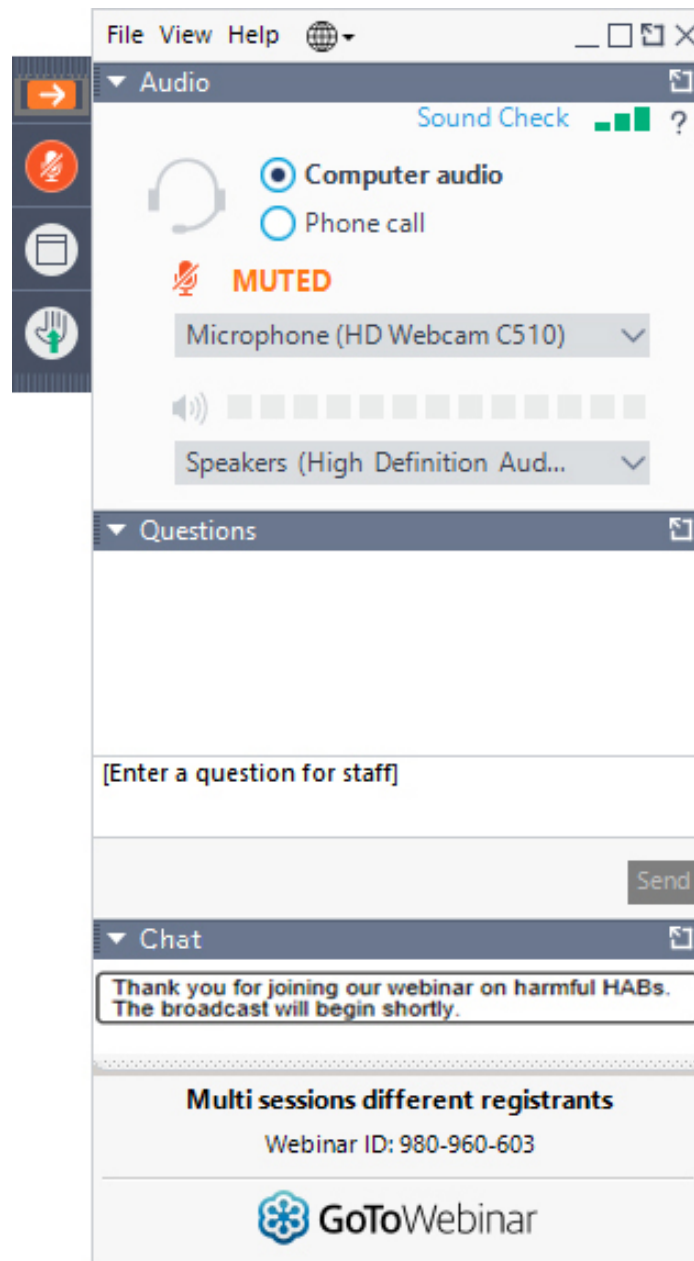 File View Help
Audio
Sound Check ?
Computer audio
Phone call
MUTED
Microphone (HD Webcam C510)
Speakers (High Definition Aud...
Questions
[Enter a question for staff]
Send
Chat
Thank you for joining our webinar on harmful HABs.
The broadcast will begin shortly.
Multi sessions different registrants
Webinar ID: 980-960-603
GoToWebinar